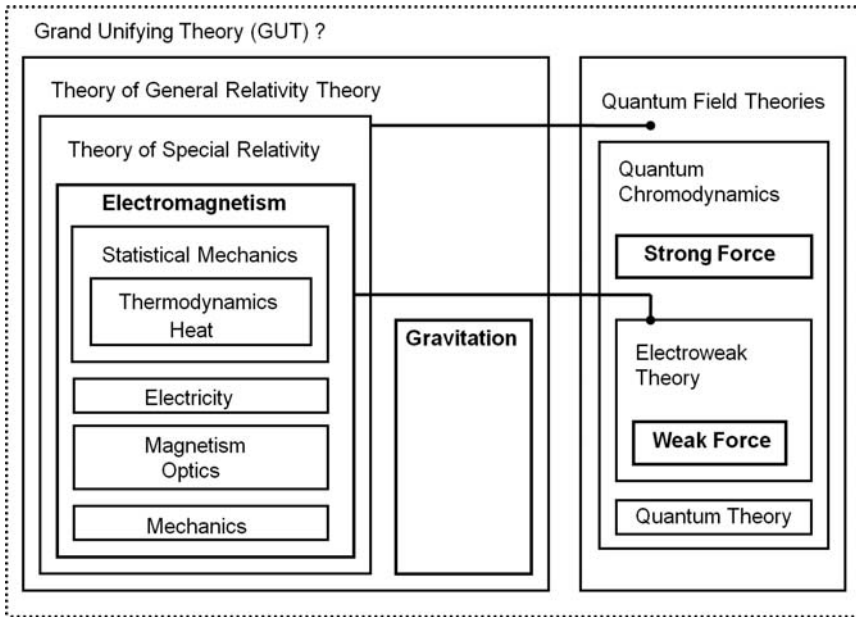 Grand Unifying Theory (GUT) ?
Theory of General Relativity Theory
Theory of Special Relativity
Electromagnetism
Statistical Mechanics
Thermodynamics
Heat
Electricity
Magnetism
Optics
Mechanics
Gravitation
Quantum Field Theories
Quantum
Chromodynamics
Strong Force
Electroweak
Theory
Weak Force
Quantum Theory